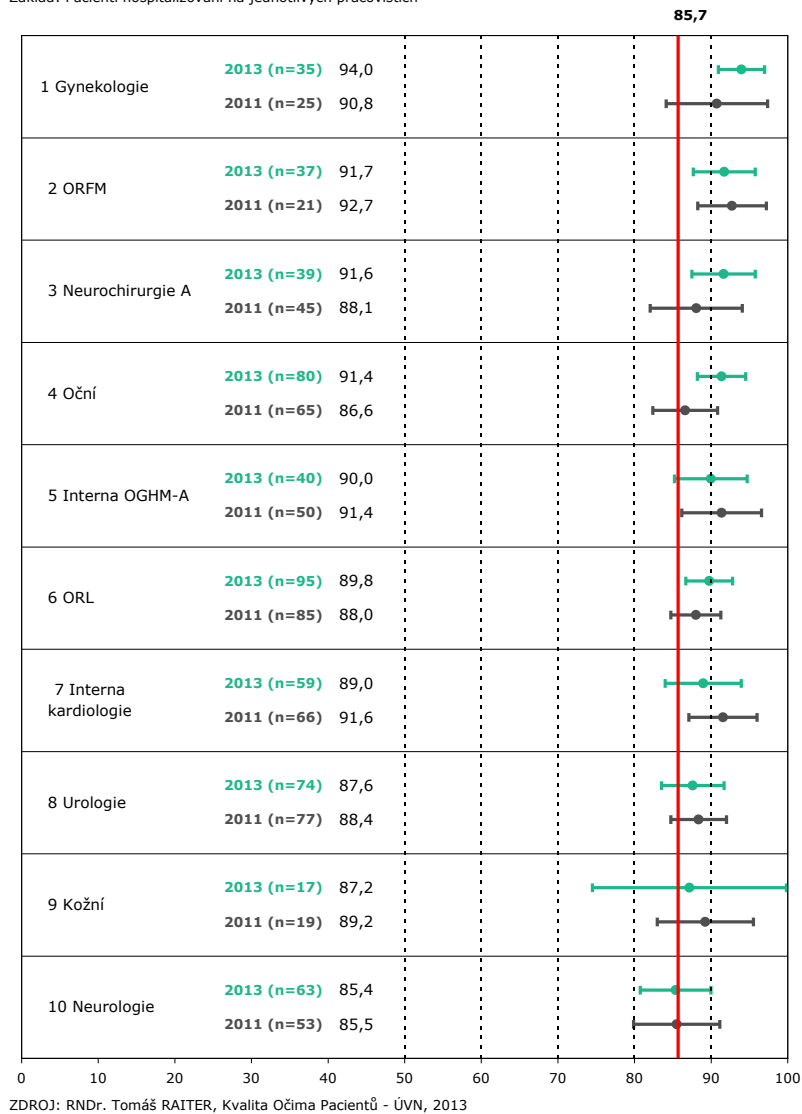 Základ: Pacienti hospitalizovaní na jednotlivých pracovištích
85,7
1 Gynekologie
2013 (n=35) 94,0
2011 (n=25) 90,8
2 ORFM
2013 (n=37) 91,7
2011 (n=21) 92,7
3 Neurochirurgie A
2013 (n=39) 91,6
2011 (n=45) 88,1
4 Oční
2013 (n=80) 91,4
2011 (n=65) 86,6
5 Interna OGHM-A
2013 (n=40) 90,0
2011 (n=50) 91,4
6 ORL
2013 (n=95) 89,8
2011 (n=85) 88,0
7 Interna
kardiologie
2013 (n=59) 89,0
2011 (n=66) 91,6
8 Urologie
2013 (n=74) 87,6
2011 (n=77) 88,4
9 Kožní
2013 (n=17) 87,2
2011 (n=19) 89,2
10 Neurologie
2013 (n=63) 85,4
2011 (n=53) 85,5
0 10 20 30 40 50 60 70 80 90 100
ZDROJ: RNDr. Tomáš RAITER, Kvalita Očima Pacientů - ÚVN, 2013